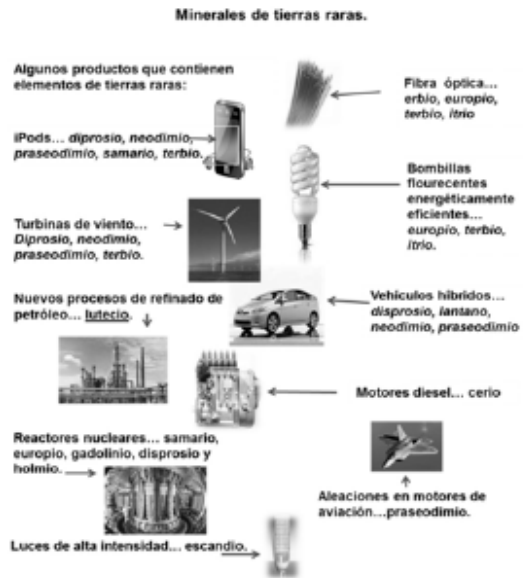 Minerales de tierras raras.
Algunos productos que contienen
elementos de tierras raras:
Fibra óptica...
erbio, europio,
terbio, itrio
iPods... diprosio, neodimio,
praseodimio, samario, terbio.
Bombillas
flourecentes
energéticamente
eficientes...
europio, terbio,
itrio.
Turbinas de viento...
Diprosio, neodimio,
praseodimio, terbio.
Nuevos procesos de refinado de
petróleo... lutecio.
Vehículos híbridos...
disprosio, lantano,
neodimio, praseodimio
Motores diesel... cerio
Reactores nucleares... samario,
europio, gadolinio, disprosio y
holmio.
Aleaciones en motores de
aviación...praseodimio.
Luces de alta intensidad... escandio.